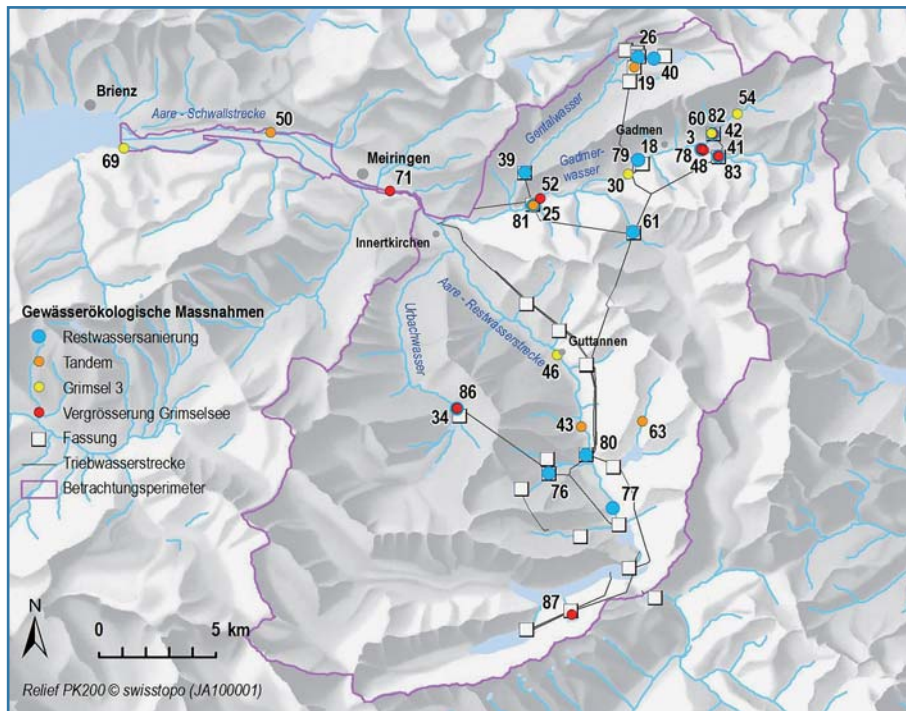 26
40
19
54
60
82
42
3
41
78
48
83
Gadmen
18
79
30
Gentalwasser
Gadmer-
wasser
Brienz
Aare - Schwallstrecke
50
69
Meiringen
71
39
52
81
25
61
Innertkirchen
Gewässerökologische Massnahmen
Restwassersanierung
Tandem
Grimsel 3
Vergrösserung Grimselsee
Fassung
Triebwasserstrecke
Betrachtungsperimeter
Urbachwasser
Aare - Restwasserstrecke
Guttannen
46
86
34
43
63
80
76
77
87
N
0 5 km
Relief PK200 © swisstopo (JA100001)